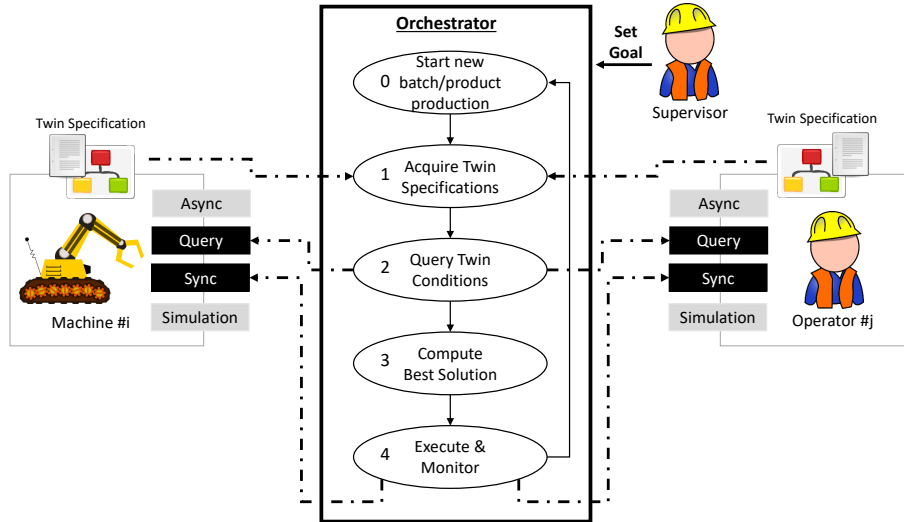 Orchestrator
0
Start new
batch/product
production
Set
Goal
Supervisor
Twin Specification
Twin Specification
1
Acquire Twin
Specifications
Async
Query
Sync
Simulation
Machine #i
Async
Query
Sync
Simulation
Operator #j
2
Query Twin
Conditions
3
Compute
Best Solution
4
Execute &
Monitor